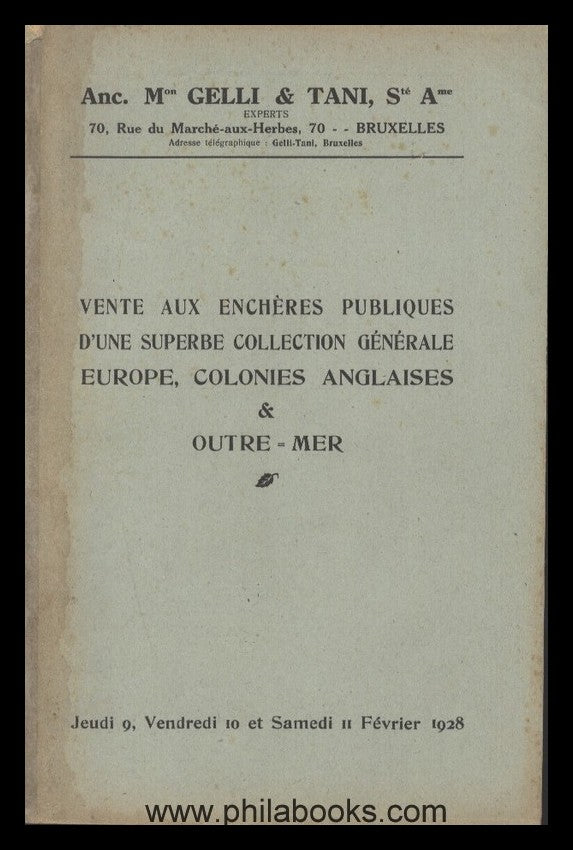 Anc. Mon GELLI & TANI, Sté Ame
EXPERTS
70, Rue du Marché-aux-Herbes, 70 - - BRUXELLES
Adresse télégraphique : Gelli-Tani, Bruxelles
VENTE AUX ENCHÈRES PUBLIQUES
D'UNE SUPERBE COLLECTION GÉNÉRALE
EUROPE, COLONIES ANGLAISES
&
OUTRE = MER
Jeudi 9, Vendredi 10 et Samedi 11 Février 1928
www.philabooks.com